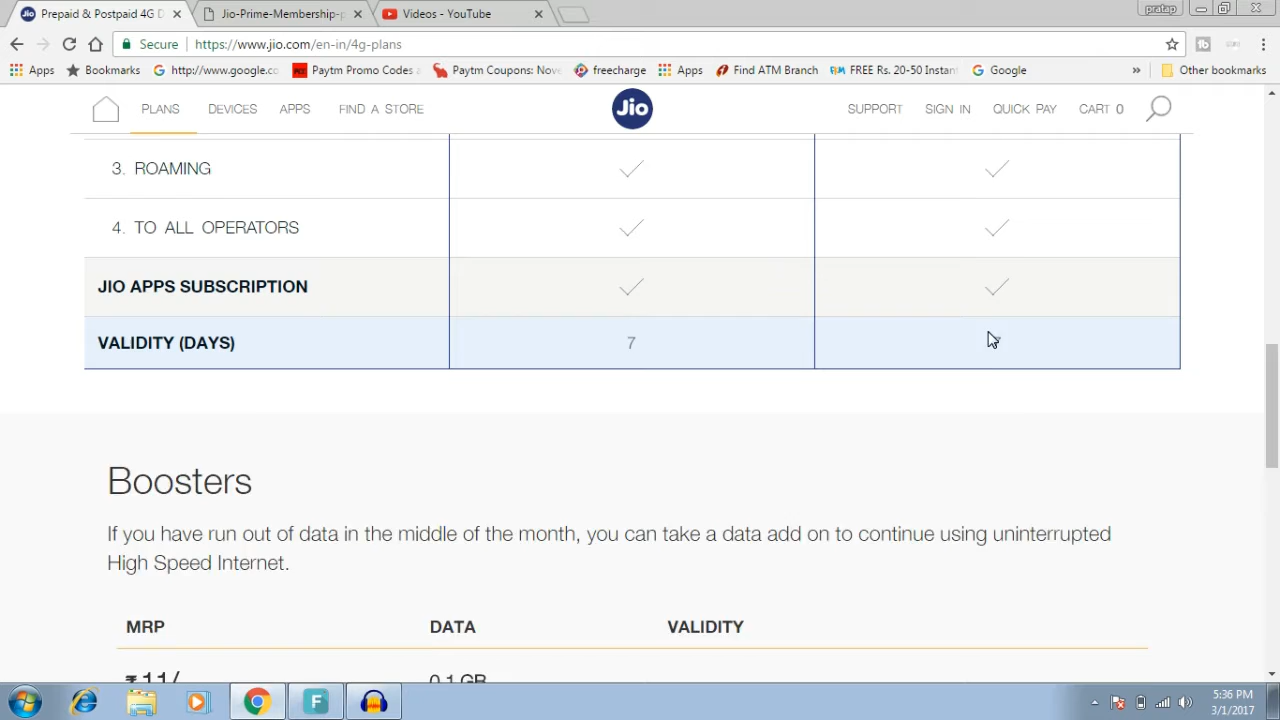 Prepaid & Postpaid 4G D
Jio-Prime-Membership-p
Videos - YouTube
pratap
Secure
https://www.jio.com/en-in/4g-plans
Apps
Bookmarks
http://www.google.co
Paytm Promo Codes
Paytm Coupons: Nove
freecharge
Apps
Find ATM Branch
FREE Rs. 20-50 Instan
Google
»
Other bookmarks
PLANS
DEVICES
APPS
FIND A STORE
Jio
SUPPORT
SIGN IN
QUICK PAY
CART 0
3. ROAMING
4. TO ALL OPERATORS
JIO APPS SUBSCRIPTION
VALIDITY (DAYS)
7
Boosters
If you have run out of data in the middle of the month, you can take a data add on to continue using uninterrupted
High Speed Internet.
MRP
DATA
VALIDITY
₹ 11/
0.1 GB
F
5:36 PM
3/1/2017